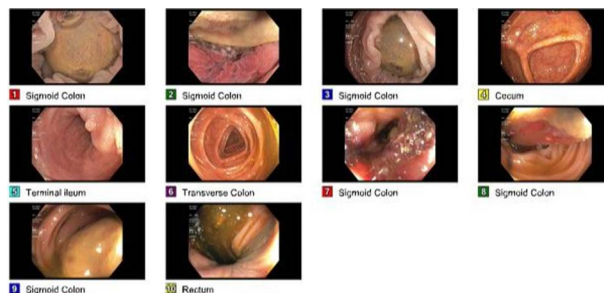 1 Sigmoid Colon
2 Sigmoid Colon
3 Sigmoid Colon
4 Cecum
5 Terminal ileum
6 Transverse Colon
7 Sigmoid Colon
8 Sigmoid Colon
9 Sigmoid Colon
10 Rectum